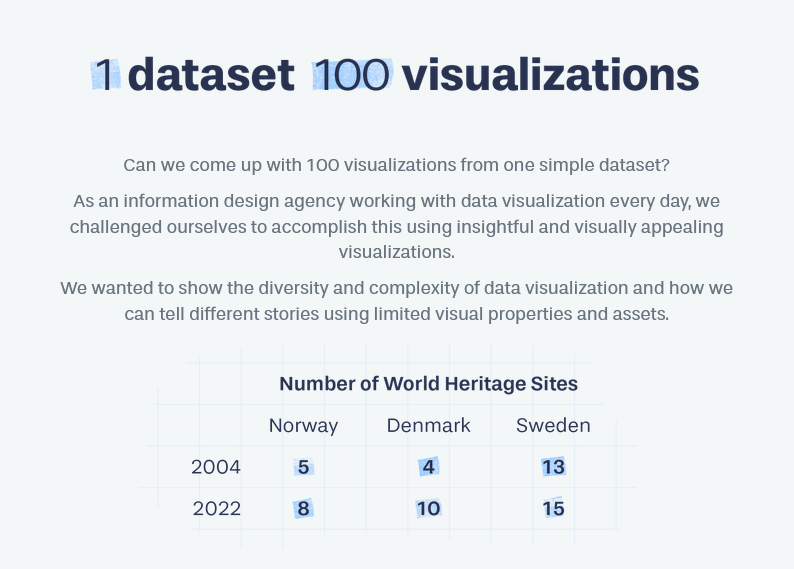 1 dataset 100 visualizations
Can we come up with 100 visualizations from one simple dataset?
As an information design agency working with data visualization every day, we
challenged ourselves to accomplish this using insightful and visually appealing
visualizations.
We wanted to show the diversity and complexity of data visualization and how we
can tell different stories using limited visual properties and assets.
Number of World Heritage Sites
Norway Denmark Sweden
2004 5 4 13
2022 8 10 15